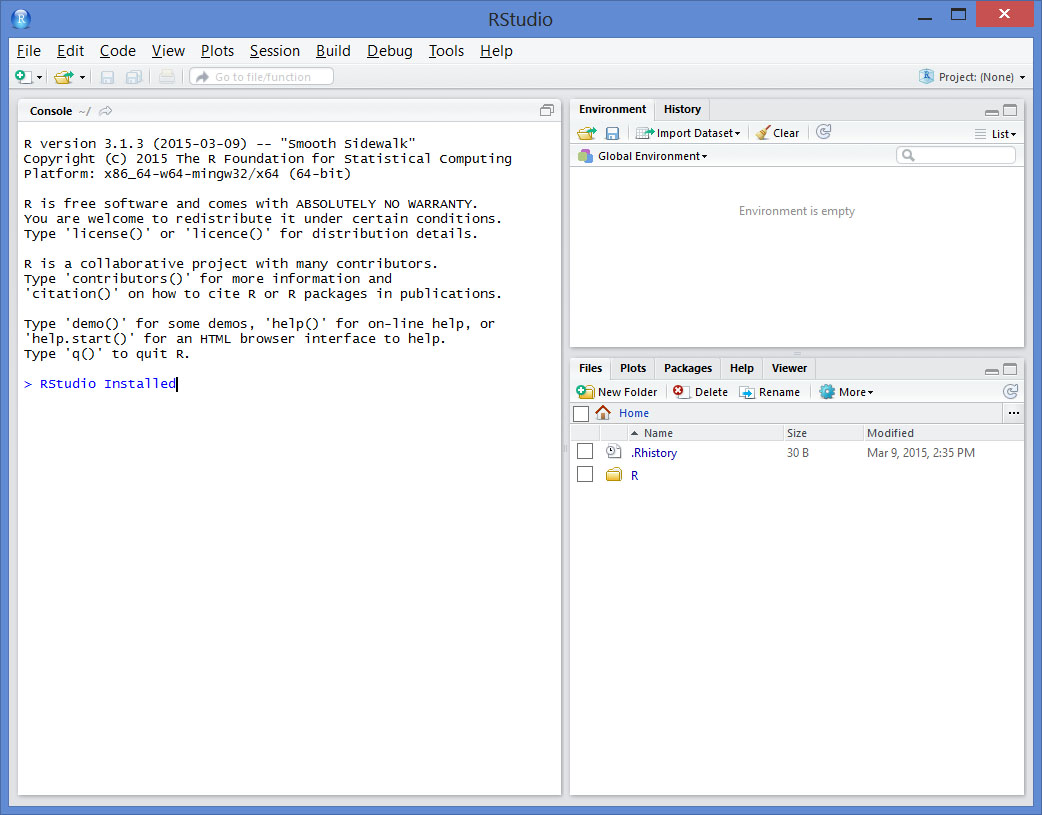 R RStudio
File Edit Code View Plots Session Build Debug Tools Help
Go to file/function Project: (None)
Console ~/
R version 3.1.3 (2015-03-09) -- "Smooth Sidewalk"
Copyright (C) 2015 The R Foundation for Statistical Computing
Platform: x86_64-w64-mingw32/x64 (64-bit)
R is free software and comes with ABSOLUTELY NO WARRANTY.
You are welcome to redistribute it under certain conditions.
Type 'license()' or 'licence()' for distribution details.
R is a collaborative project with many contributors.
Type 'contributors()' for more information and
'citation()' on how to cite R or R packages in publications.
Type 'demo()' for some demos, 'help()' for on-line help, or
'help.start()' for an HTML browser interface to help.
Type 'q()' to quit R.
> RStudio Installed
Environment History
Import Dataset Clear List
Global Environment
Environment is empty
Files Plots Packages Help Viewer
New Folder Delete Rename More
Home ...
Name Size Modified
.Rhistory 30 B Mar 9, 2015, 2:35 PM
R